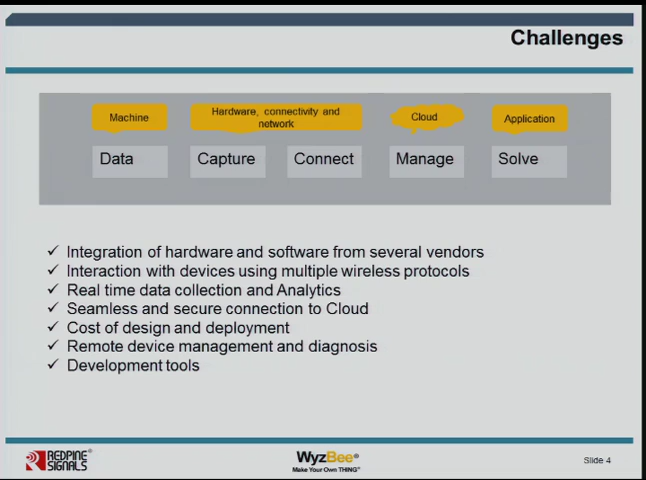 Challenges
Machine
Hardware, connectivity and
network
Cloud
Application
Data
Capture
Connect
Manage
Solve
✓ Integration of hardware and software from several vendors
✓ Interaction with devices using multiple wireless protocols
✓ Real time data collection and Analytics
✓ Seamless and secure connection to Cloud
✓ Cost of design and deployment
✓ Remote device management and diagnosis
✓ Development tools
REDPINE®
SIGNALS
WyzBee®
Make Your Own THING™
Slide 4